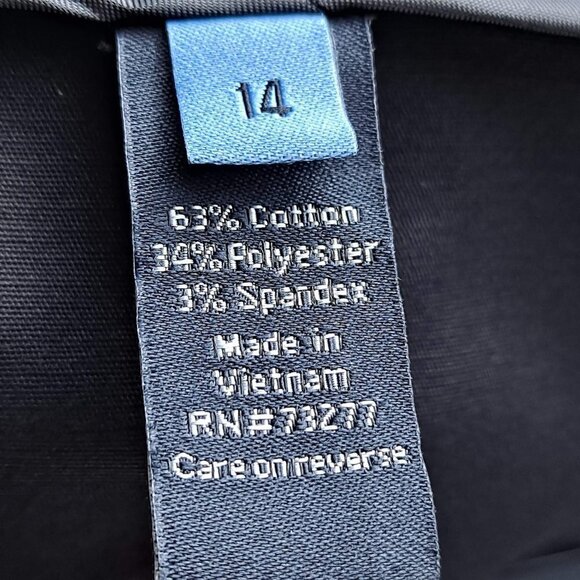 14
63% Cotton
34% Polyester
3% Spandex
Made in
Vietnam
RN#73277
Care on reverse